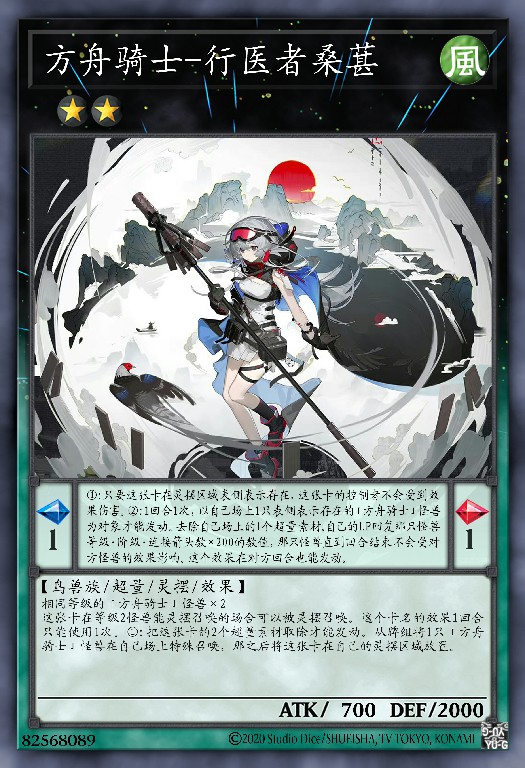 方舟骑士-行医者桑葚
風
①:只要这张卡在灵摆区域表侧表示存在，这张卡的控制者不会受到效
果伤害。②:1回合1次，以自己场上1只表侧表示存在的「方舟骑士」怪兽
为对象才能发动。去除自己场上的1个超量素材,自己的LP回复那只怪兽
等级·阶级·连接箭头数×200的数值，那只怪兽直到回合结束不会受对
方怪兽的效果影响。这个效果在对方回合也能发动。
1
1
【鸟兽族/超量/灵摆/效果】
相同等级的「方舟骑士」怪兽×2
这张卡在等级2怪兽能灵摆召唤的场合可以被灵摆召唤。这个卡名的效果1回合
只能使用1次。①:把这张卡的2个超量素材取除才能发动。从牌组将1只「方舟
骑士」怪兽在自己场上特殊召唤，那之后将这张卡在自己的灵摆区域放置。
ATK/ 700 DEF/2000
82568089
©2020 Studio Dice/SHUEISHA, TV TOKYO, KONAMI